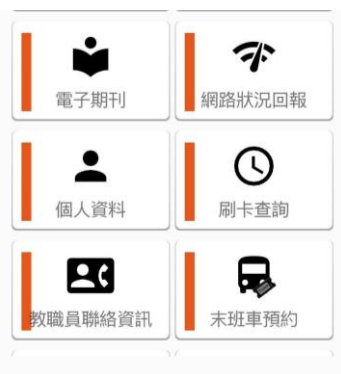 電子期刊
網路狀況回報
個人資料
刷卡查詢
教職員聯絡資訊
末班車預約